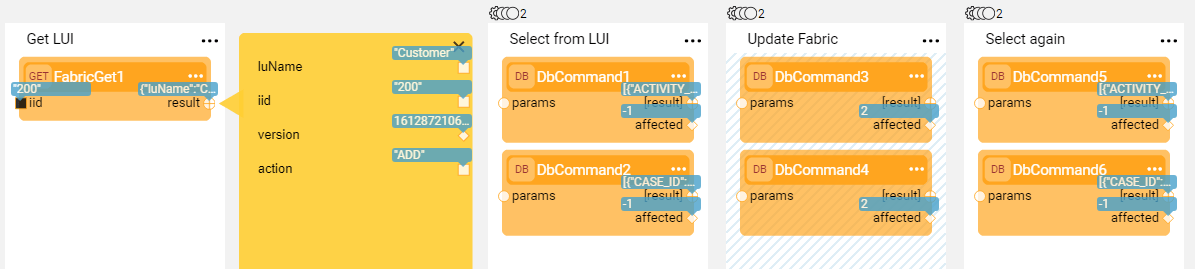 Get LUI
...
GET FabricGet1 ...
"200"
{"luName":"C...
iid
result
luName
"Customer"
iid
"200"
version
1612872106...
action
"ADD"
2
Select from LUI
...
DB DbCommand1 ...
[{"ACTIVITY_...
params
[result]
-1
affected
DB DbCommand2 ...
[{"CASE_ID":...
params
[result]
-1
affected
2
Update Fabric
...
DB DbCommand3 ...
params
[result]
2
affected
DB DbCommand4 ...
params
[result]
2
affected
2
Select again
...
DB DbCommand5 ...
[{"ACTIVITY_...
params
[result]
-1
affected
DB DbCommand6 ...
[{"CASE_ID":...
params
[result]
-1
affected